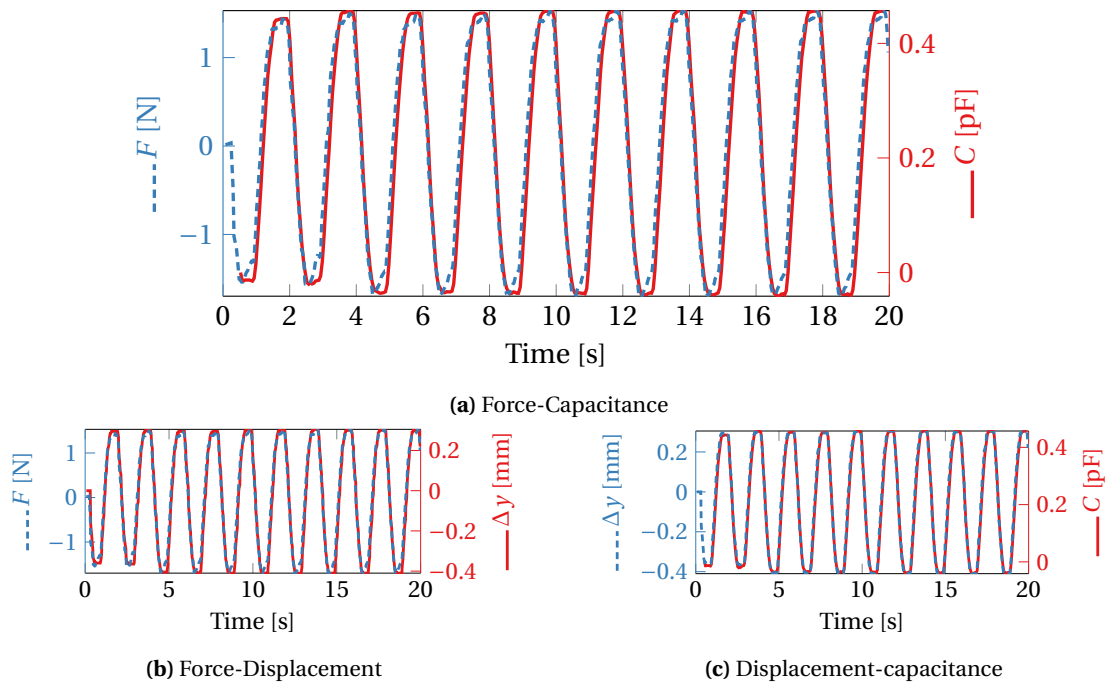 1
0
−1
F [N]
0.4
0.2
0
C [pF]
0 2 4 6 8 10 12 14 16 18 20
Time [s]
(a) Force-Capacitance
1
0
−1
F [N]
0.2
0
−0.2
−0.4
Δy [mm]
0 5 10 15 20
Time [s]
(b) Force-Displacement
0.2
0
−0.2
−0.4
Δy [mm]
0.4
0.2
0
C [pF]
0 5 10 15 20
Time [s]
(c) Displacement-capacitance